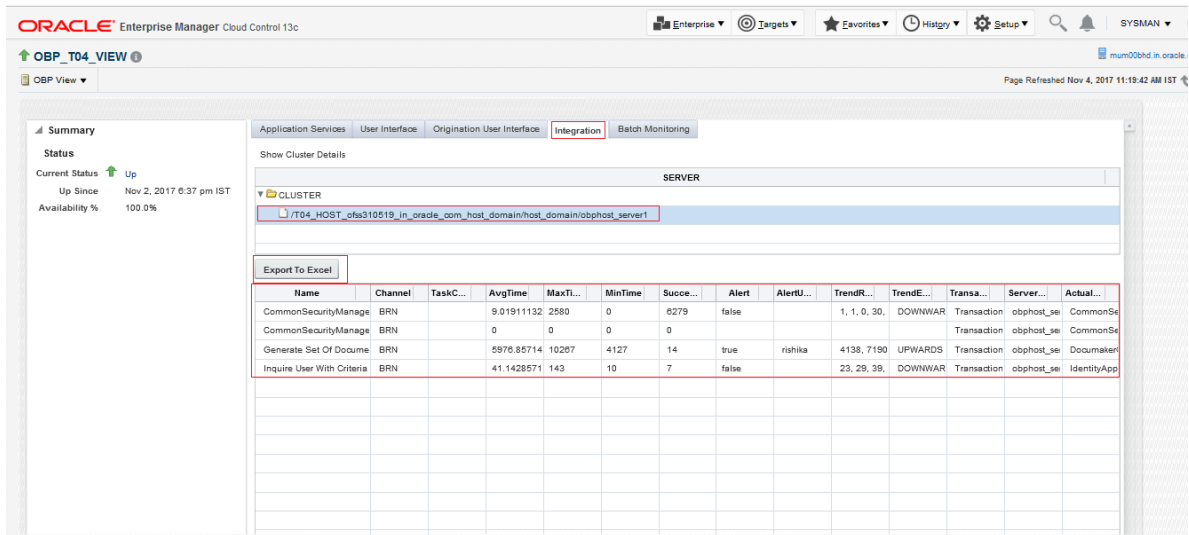 ORACLE Enterprise Manager Cloud Control 13c Enterprise Targets Favorites History Setup SYSMAN
OBP_T04_VIEW mum00bhd.in.oracle.
OBP View Page Refreshed Nov 4, 2017 11:19:42 AM IST
Summary
Status
Current Status Up
Up Since Nov 2, 2017 6:37 pm IST
Availability % 100.0%
Application Services User Interface Origination User Interface Integration Batch Monitoring
Show Cluster Details
SERVER
CLUSTER
/T04_HOST_ofss310519_in_oracle_com_host_domain/host_domain/obphost_server1
Export To Excel
Name Channel TaskC... AvgTime MaxTi... MinTime Succe... Alert AlertU... TrendR... TrendE... Transa... Server... Actual...
CommonSecurityManage BRN 9.01911132 2580 0 6279 false 1, 1, 0, 30, DOWNWAR Transaction obphost_se CommonSe
CommonSecurityManage BRN 0 0 0 0 Transaction obphost_se CommonSe
Generate Set Of Docume BRN 5976.85714 10267 4127 14 true rishika 4138, 7190 UPWARDS Transaction obphost_se Documaker
Inquire User With Criteria BRN 41.1428571 143 10 7 false 23, 29, 39, DOWNWAR Transaction obphost_se IdentityApp